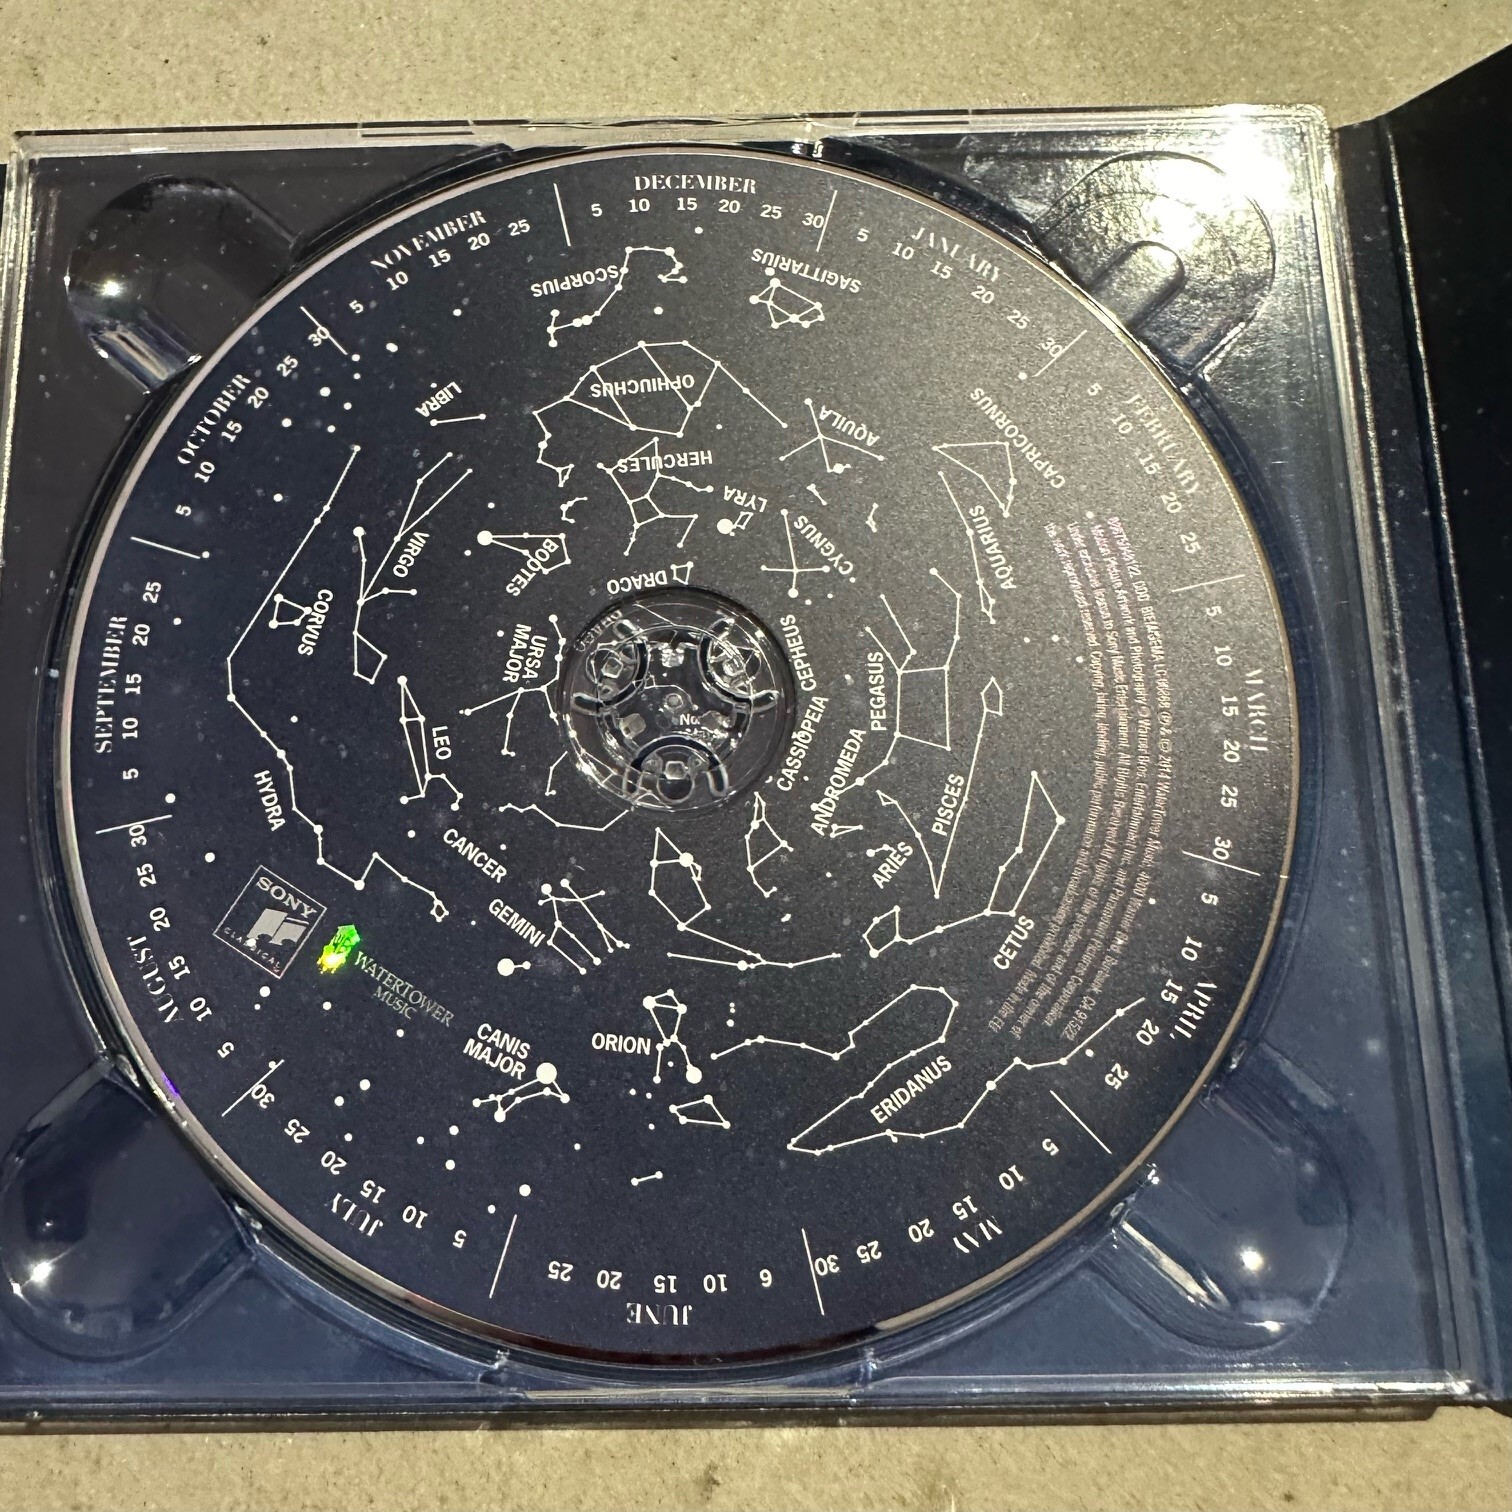 DECEMBER
5 10 15 20 25 30
JANUARY
5 10 15 20 25 30
FEBRUARY
5 10 15 20 25
MARCH
5 10 15 20 25 30
APRIL
5 10 15 20 25
MAY
5 10 15 20 25 30
JUNE
6 10 15 20 25
JULY
5 10 15 20 25 30
AUGUST
5 10 15 20 25 30
SEPTEMBER
5 10 15 20 25
OCTOBER
5 10 15 20 25 30
NOVEMBER
5 10 15 20 25
SCORPIUS
SAGITTARIUS
OPHIUCHUS
LIBRA
AQUILA
CAPRICORNUS
HERCULES
LYRA
CYGNUS
AQUARIUS
VIRGO
BOOTES
DRACO
CORVUS
URSA
MAJOR
CEPHEUS
CASSIOPEIA
PEGASUS
ANDROMEDA
PISCES
LEO
HYDRA
CANCER
GEMINI
ARIES
CETUS
ORION
CANIS
MAJOR
ERIDANUS
SONY
CLASSICAL
WATERTOWER
MUSIC